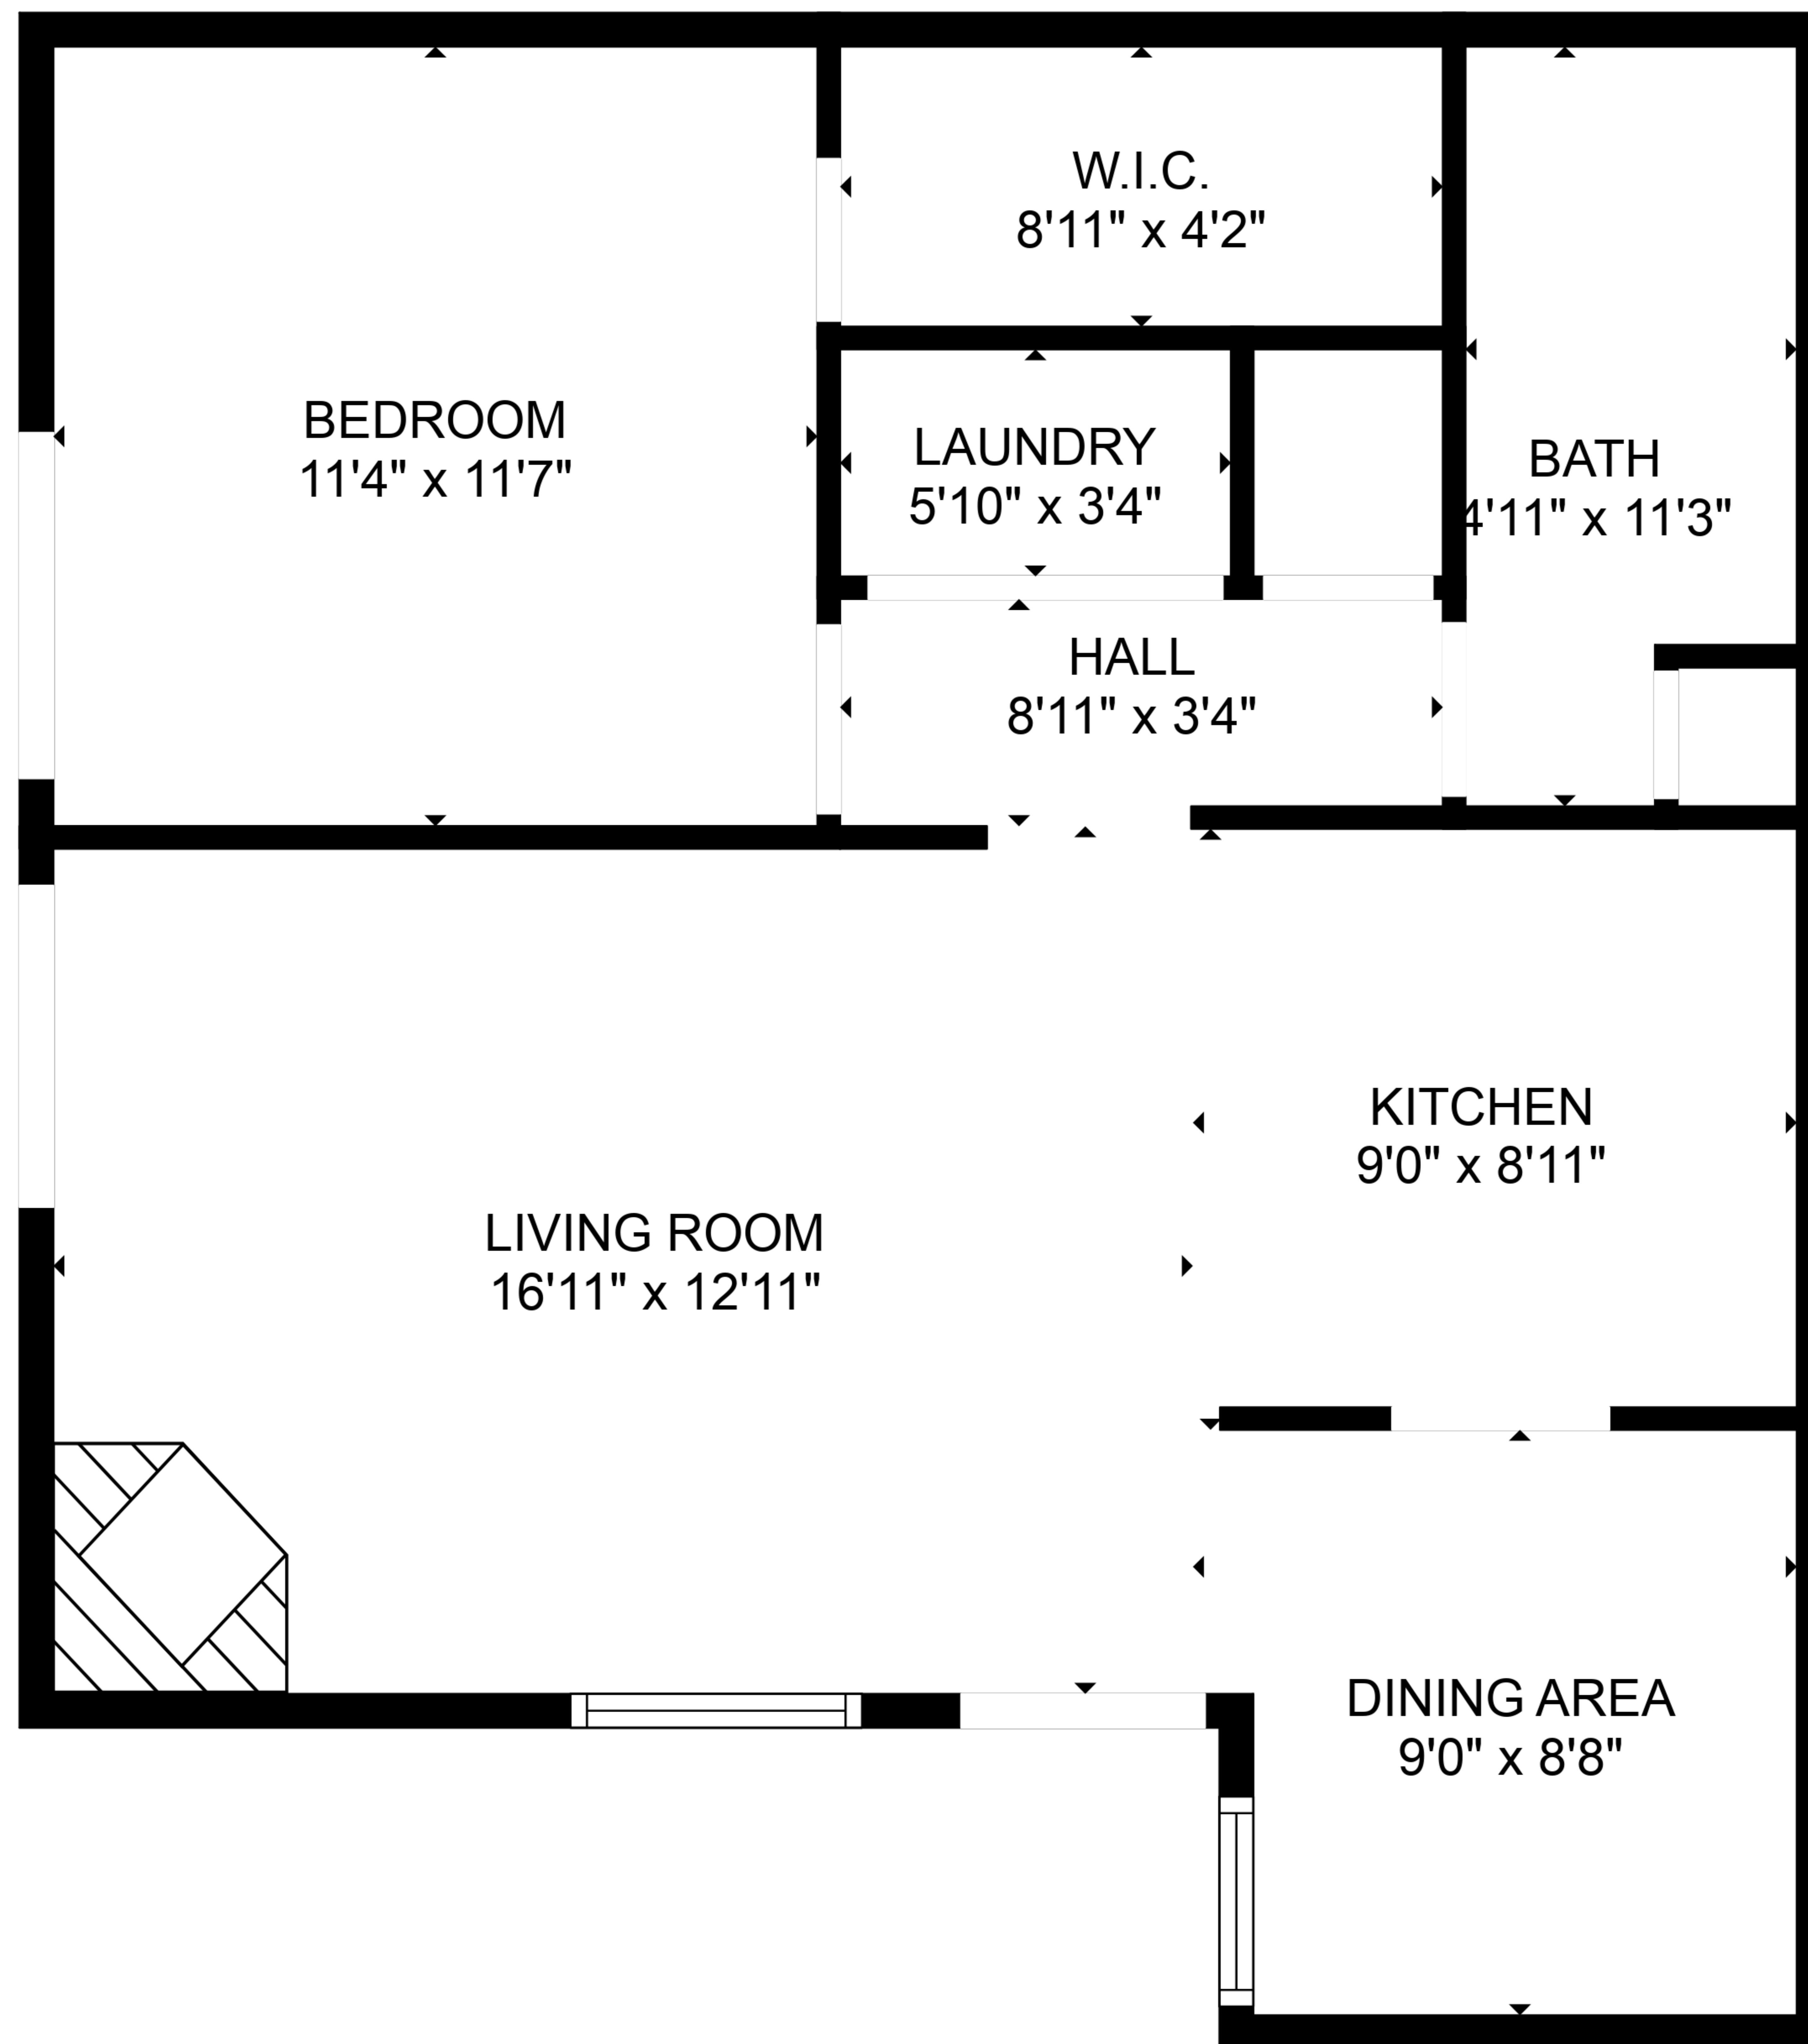 W.I.C.
8'11" x 4'2"
BEDROOM
11'4" x 11'7"
LAUNDRY
5'10" x 3'4"
BATH
4'11" x 11'3"
HALL
8'11" x 3'4"
KITCHEN
9'0" x 8'11"
LIVING ROOM
16'11" x 12'11"
DINING AREA
9'0" x 8'8"